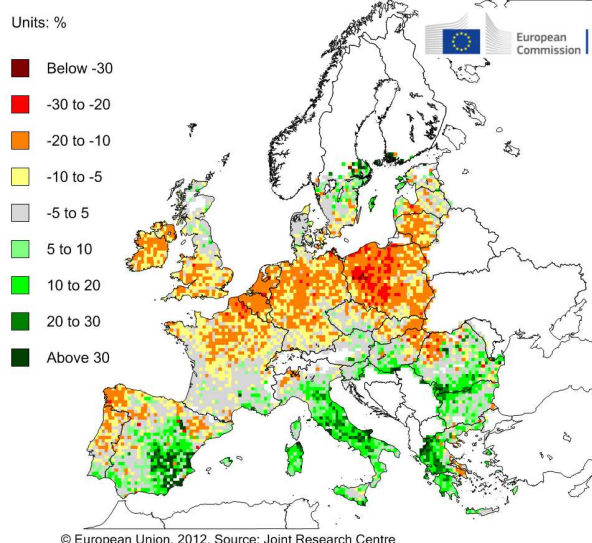 Units: %
European
Commission
Below -30
-30 to -20
-20 to -10
-10 to -5
-5 to 5
5 to 10
10 to 20
20 to 30
Above 30
© European Union, 2012. Source: Joint Research Centre